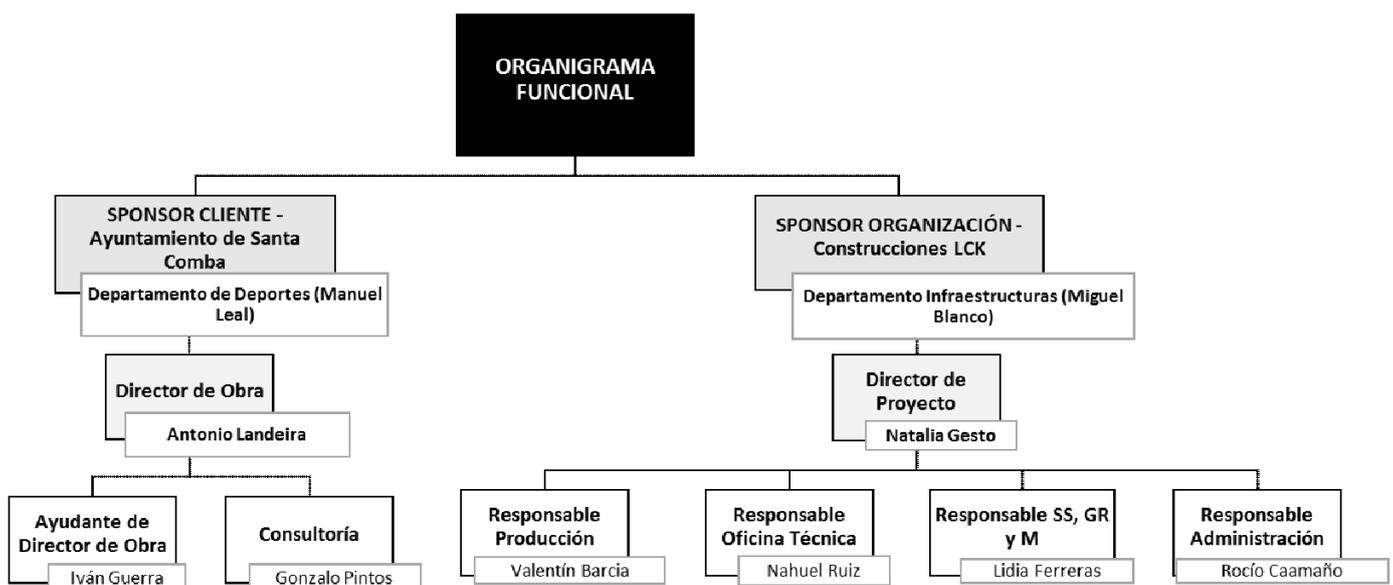 ORGANIGRAMA
FUNCIONAL
SPONSOR CLIENTE -
Ayuntamiento de Santa
Comba
Departamento de Deportes (Manuel
Leal)
SPONSOR ORGANIZACIÓN -
Construcciones LCK
Departamento Infraestructuras (Miguel
Blanco)
Director de Obra
Antonio Landeira
Director de
Proyecto
Natalia Gesto
Ayudante de
Director de Obra
Iván Guerra
Consultoría
Gonzalo Pintos
Responsable
Producción
Valentín Barcia
Responsable
Oficina Técnica
Nahuel Ruiz
Responsable SS, GR
y M
Lidia Ferreras
Responsable
Administración
Rocío Caamaño